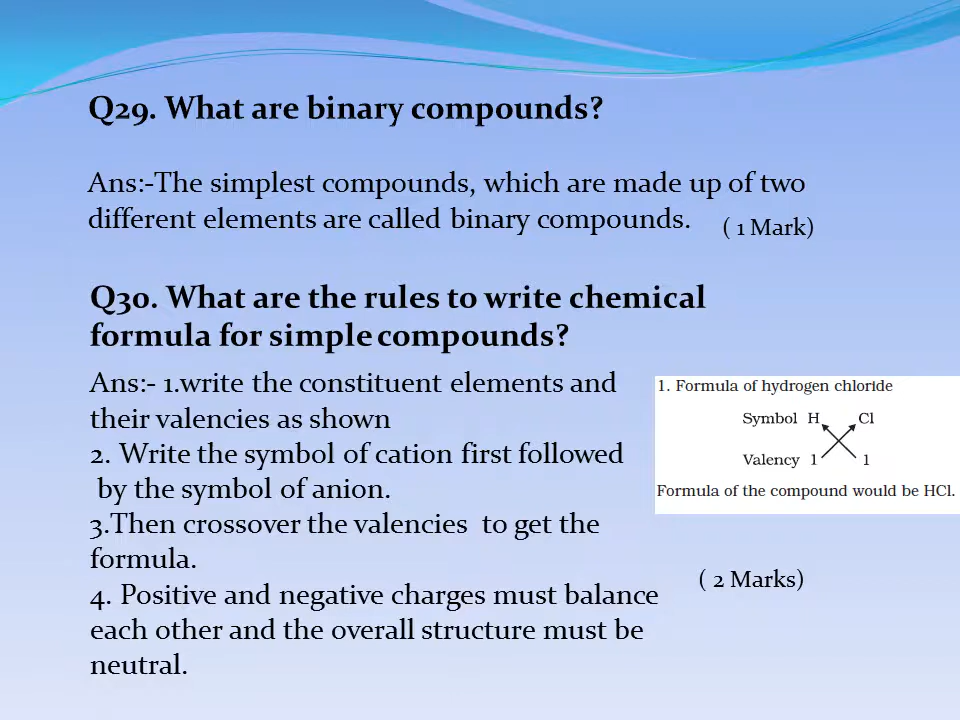 Q29. What are binary compounds?
Ans:-The simplest compounds, which are made up of two
different elements are called binary compounds.
( 1 Mark)
Q30. What are the rules to write chemical
formula for simple compounds?
Ans:- 1.write the constituent elements and
their valencies as shown
2. Write the symbol of cation first followed
by the symbol of anion.
3.Then crossover the valencies to get the
formula.
4. Positive and negative charges must balance
each other and the overall structure must be
neutral.
1. Formula of hydrogen chloride
Symbol H Cl
Valency 1 1
Formula of the compound would be HCl.
( 2 Marks)